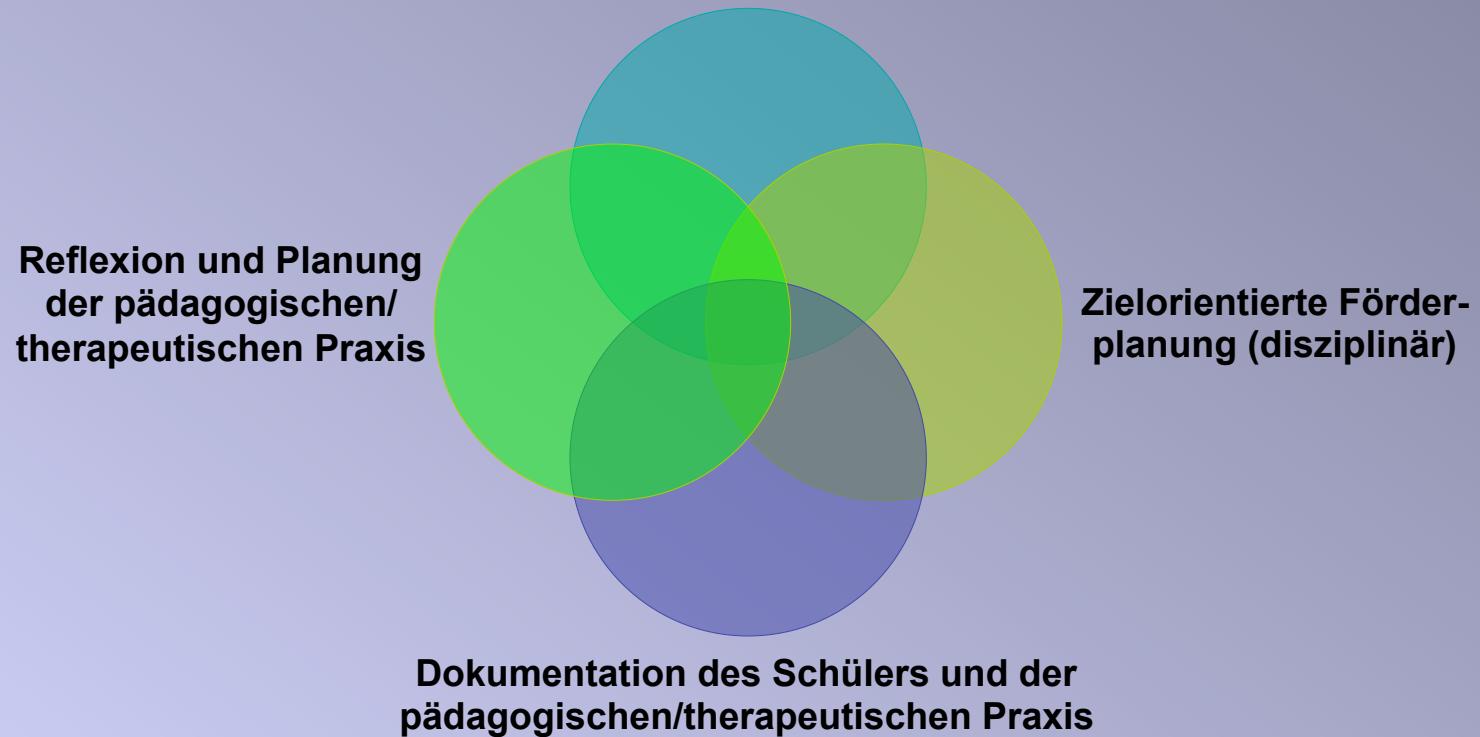 Reflexion und Planung
der pädagogischen/
therapeutischen Praxis
Zielorientierte Förder-
planung (disziplinär)
Dokumentation des Schülers und der
pädagogischen/therapeutischen Praxis